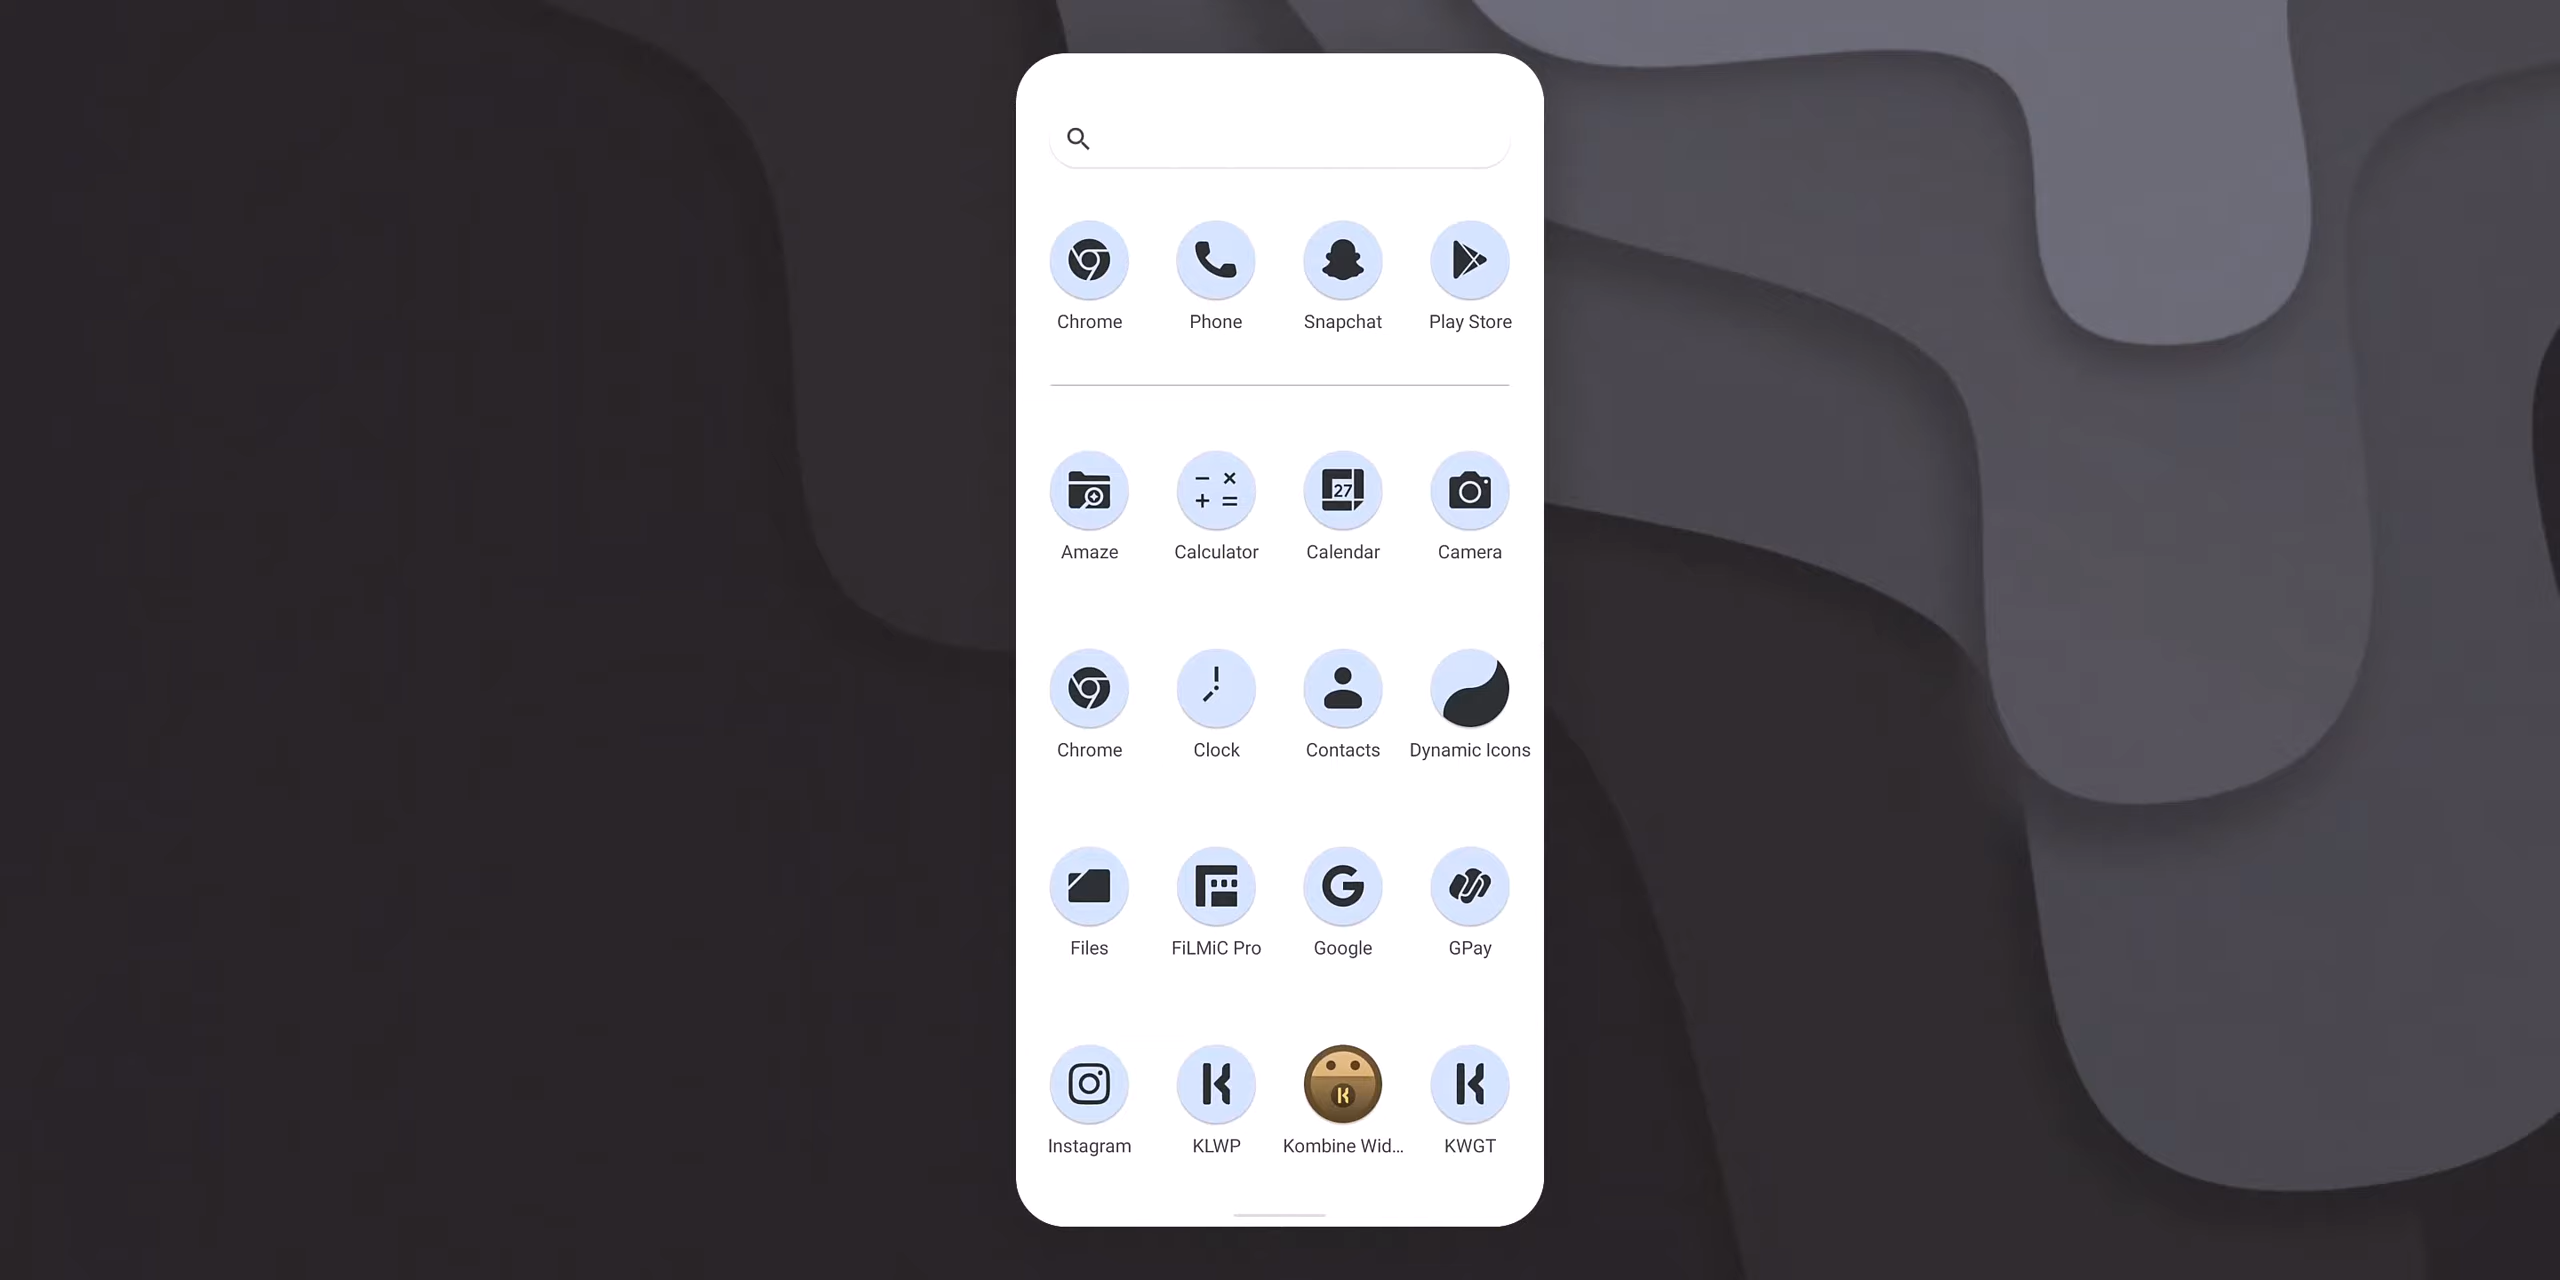 Chrome Phone Snapchat Play Store
27
Amaze Calculator Calendar Camera
Chrome Clock Contacts Dynamic Icons
Files FiLMiC Pro Google GPay
Instagram KLWP Kombine Wid... KWGT